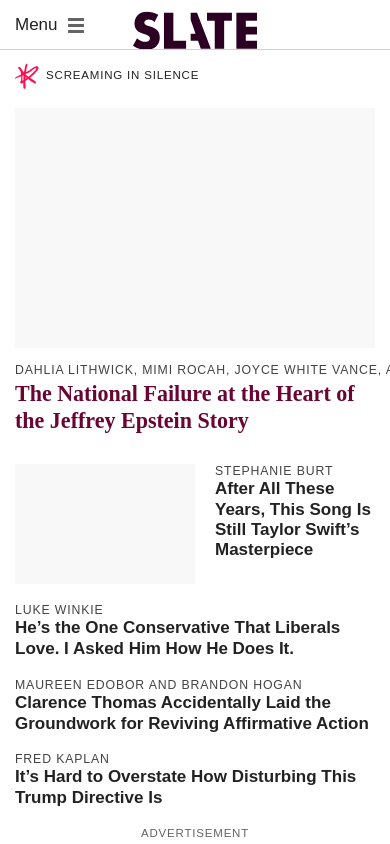 Menu
SLATE
SCREAMING IN SILENCE
DAHLIA LITHWICK, MIMI ROCAH, JOYCE WHITE VANCE,
The National Failure at the Heart of
the Jeffrey Epstein Story
STEPHANIE BURT
After All These
Years, This Song Is
Still Taylor Swift’s
Masterpiece
LUKE WINKIE
He’s the One Conservative That Liberals
Love. I Asked Him How He Does It.
MAUREEN EDOBOR AND BRANDON HOGAN
Clarence Thomas Accidentally Laid the
Groundwork for Reviving Affirmative Action
FRED KAPLAN
It’s Hard to Overstate How Disturbing This
Trump Directive Is
ADVERTISEMENT